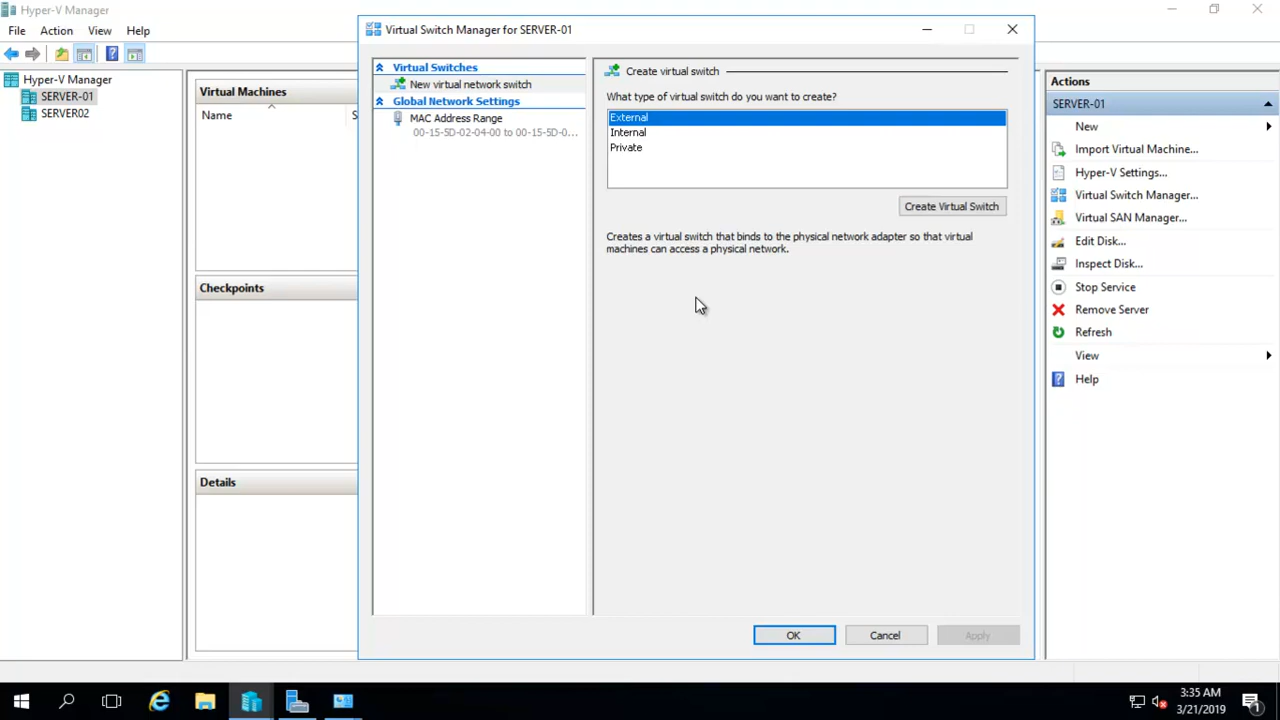 Hyper-V Manager
File Action View Help
Hyper-V Manager
SERVER-01
SERVER02
Virtual Machines
Name
S
Checkpoints
Details
Virtual Switch Manager for SERVER-01
Virtual Switches
New virtual network switch
Global Network Settings
MAC Address Range
00-15-5D-02-04-00 to 00-15-5D-0...
Create virtual switch
What type of virtual switch do you want to create?
External
Internal
Private
Create Virtual Switch
Creates a virtual switch that binds to the physical network adapter so that virtual
machines can access a physical network.
OK
Cancel
Apply
Actions
SERVER-01
New
Import Virtual Machine...
Hyper-V Settings...
Virtual Switch Manager...
Virtual SAN Manager...
Edit Disk...
Inspect Disk...
Stop Service
Remove Server
Refresh
View
Help
3:35 AM
3/21/2019
1